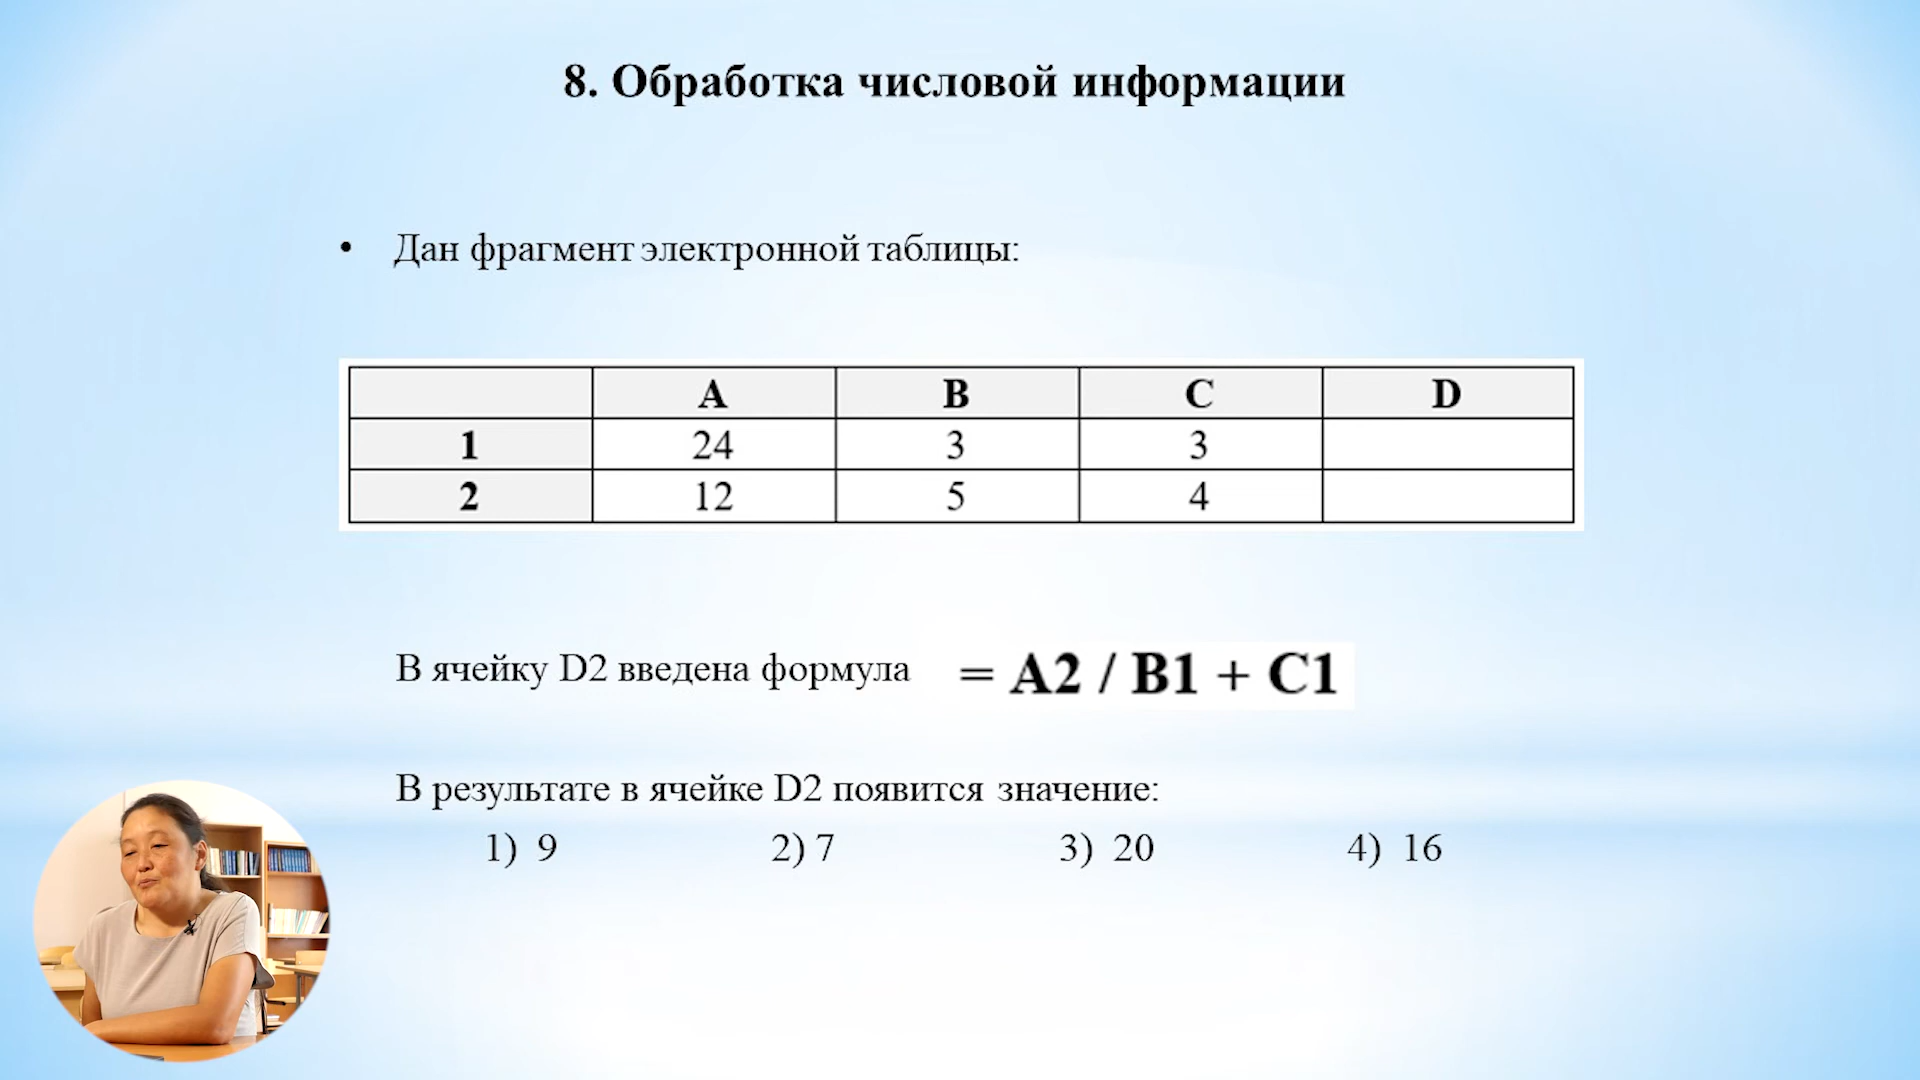 8. Обработка числовой информации
• Дан фрагмент электронной таблицы:
A B C D
1 24 3 3
2 12 5 4
В ячейку D2 введена формула = A2 / B1 + C1
В результате в ячейке D2 появится значение:
1) 9 2) 7 3) 20 4) 16